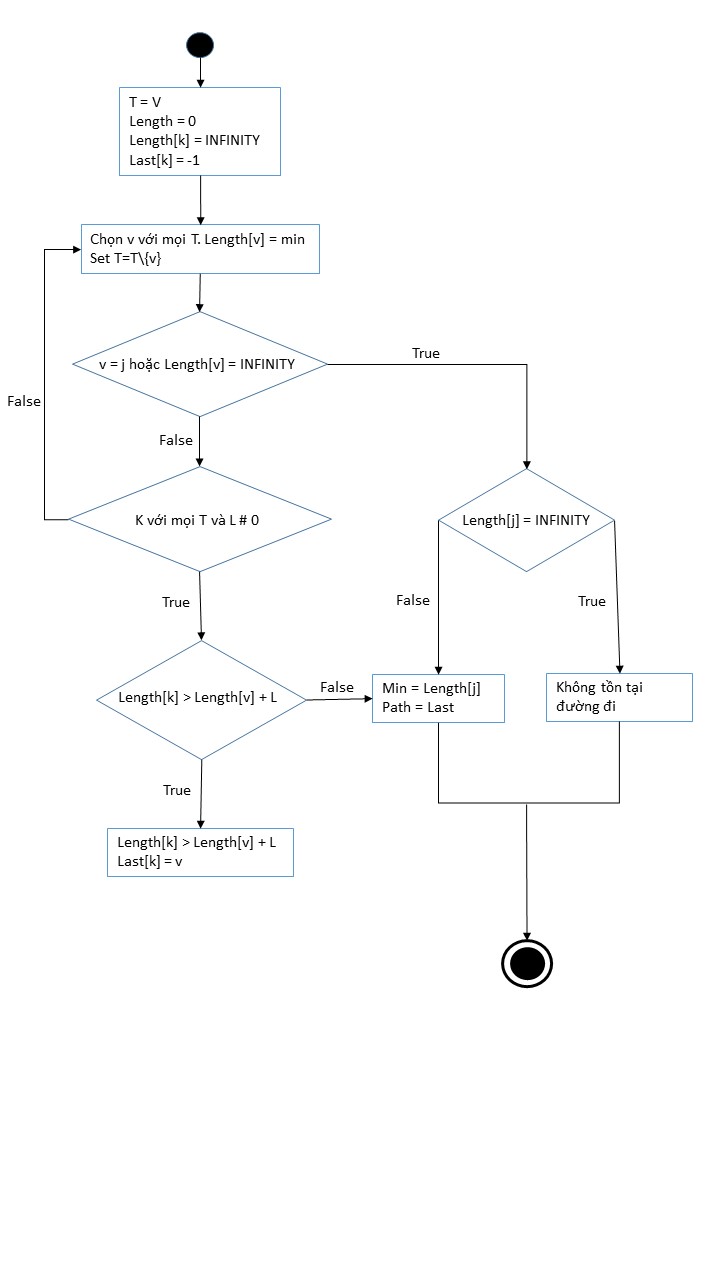 T = V
Length = 0
Length[k] = INFINITY
Last[k] = -1
Chọn v với mọi T. Length[v] = min
Set T=T\{v}
v = j hoặc Length[v] = INFINITY
True
False
False
K với mọi T và L # 0
Length[j] = INFINITY
True
False
True
Length[k] > Length[v] + L
False
Min = Length[j]
Path = Last
Không tồn tại
đường đi
True
Length[k] > Length[v] + L
Last[k] = v